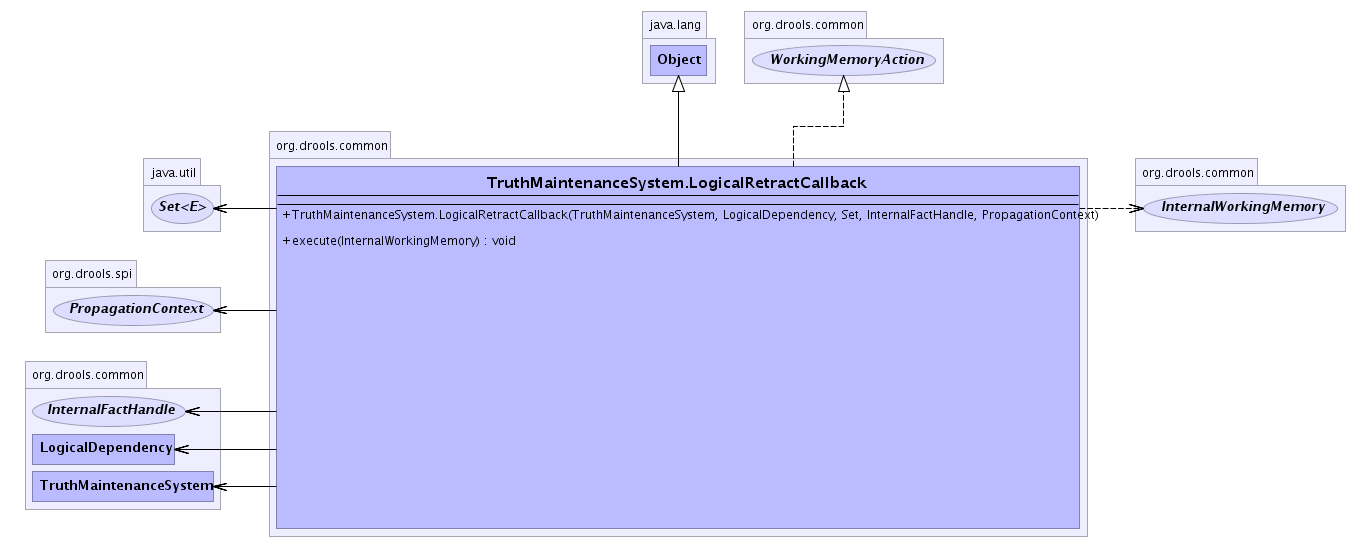 java.lang
Object
org.drools.common
WorkingMemoryAction
org.drools.common
TruthMaintenanceSystem.LogicalRetractCallback
+TruthMaintenanceSystem.LogicalRetractCallback(TruthMaintenanceSystem, LogicalDependency, Set, InternalFactHandle, PropagationContext)
+execute(InternalWorkingMemory) : void
java.util
Set<E>
org.drools.common
InternalWorkingMemory
org.drools.spi
PropagationContext
org.drools.common
InternalFactHandle
LogicalDependency
TruthMaintenanceSystem